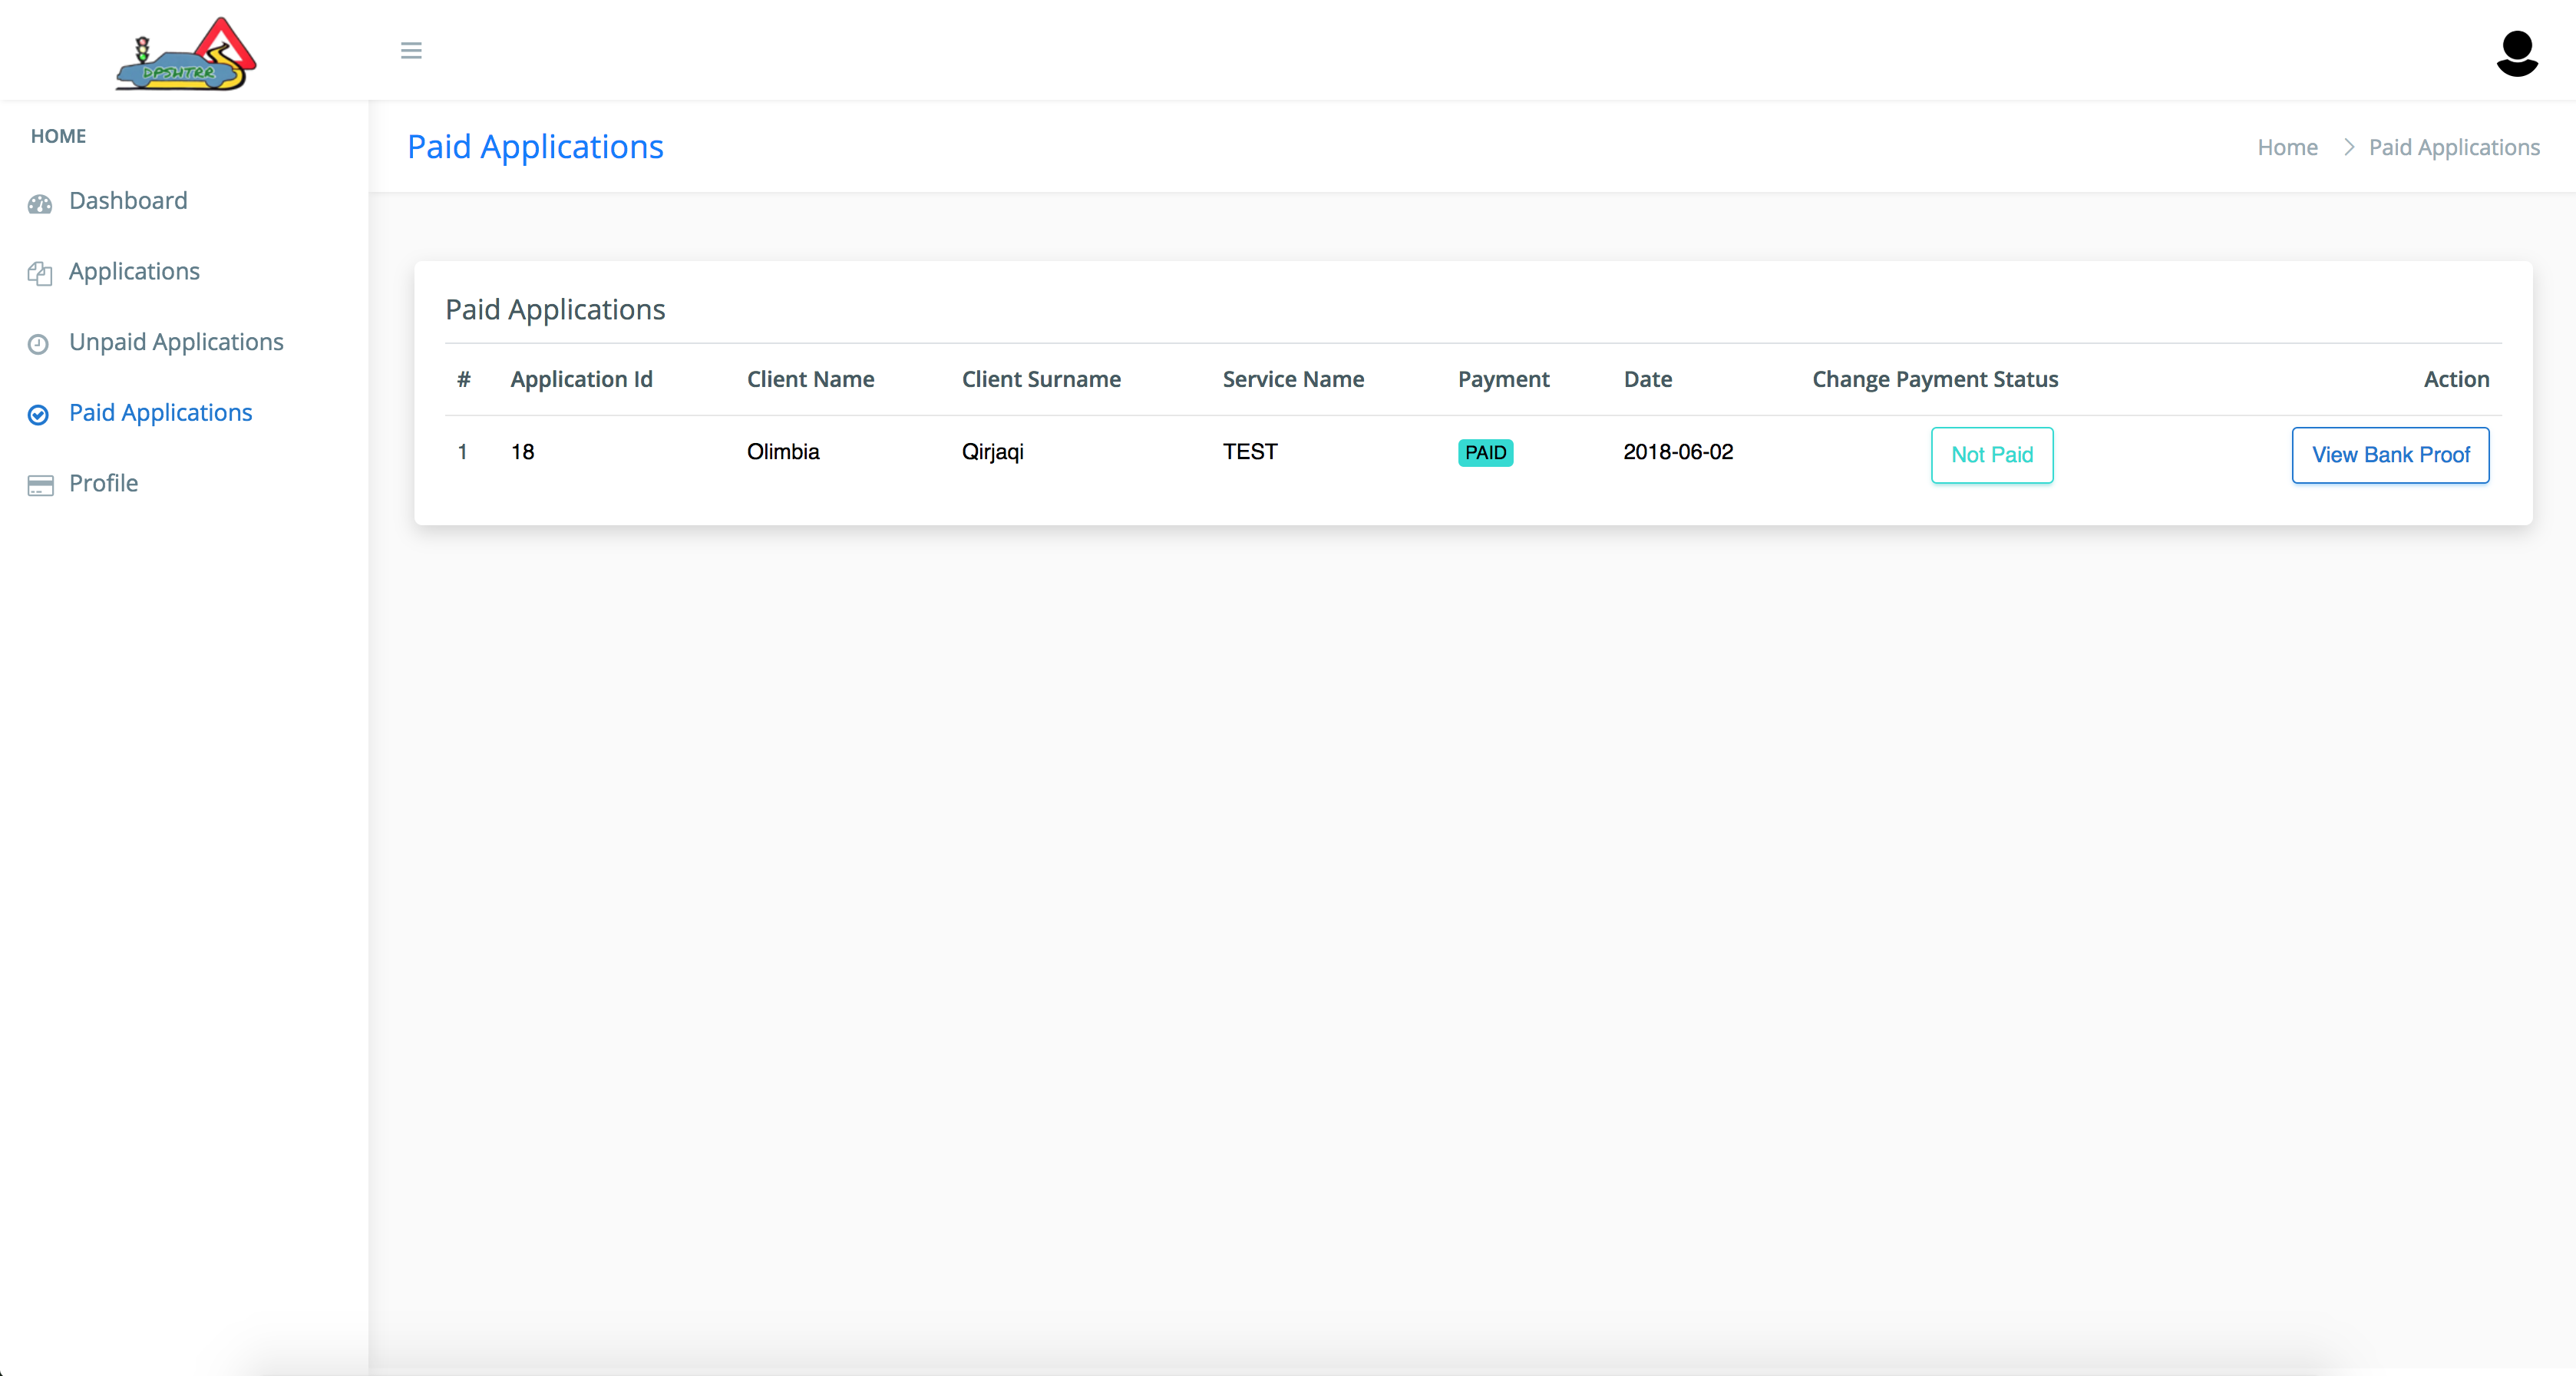 DPSHTRR
HOME
Dashboard
Applications
Unpaid Applications
Paid Applications
Profile
Paid Applications
Home > Paid Applications
Paid Applications
# Application Id Client Name Client Surname Service Name Payment Date Change Payment Status Action
1 18 Olimbia Qirjaqi TEST PAID 2018-06-02 Not Paid View Bank Proof